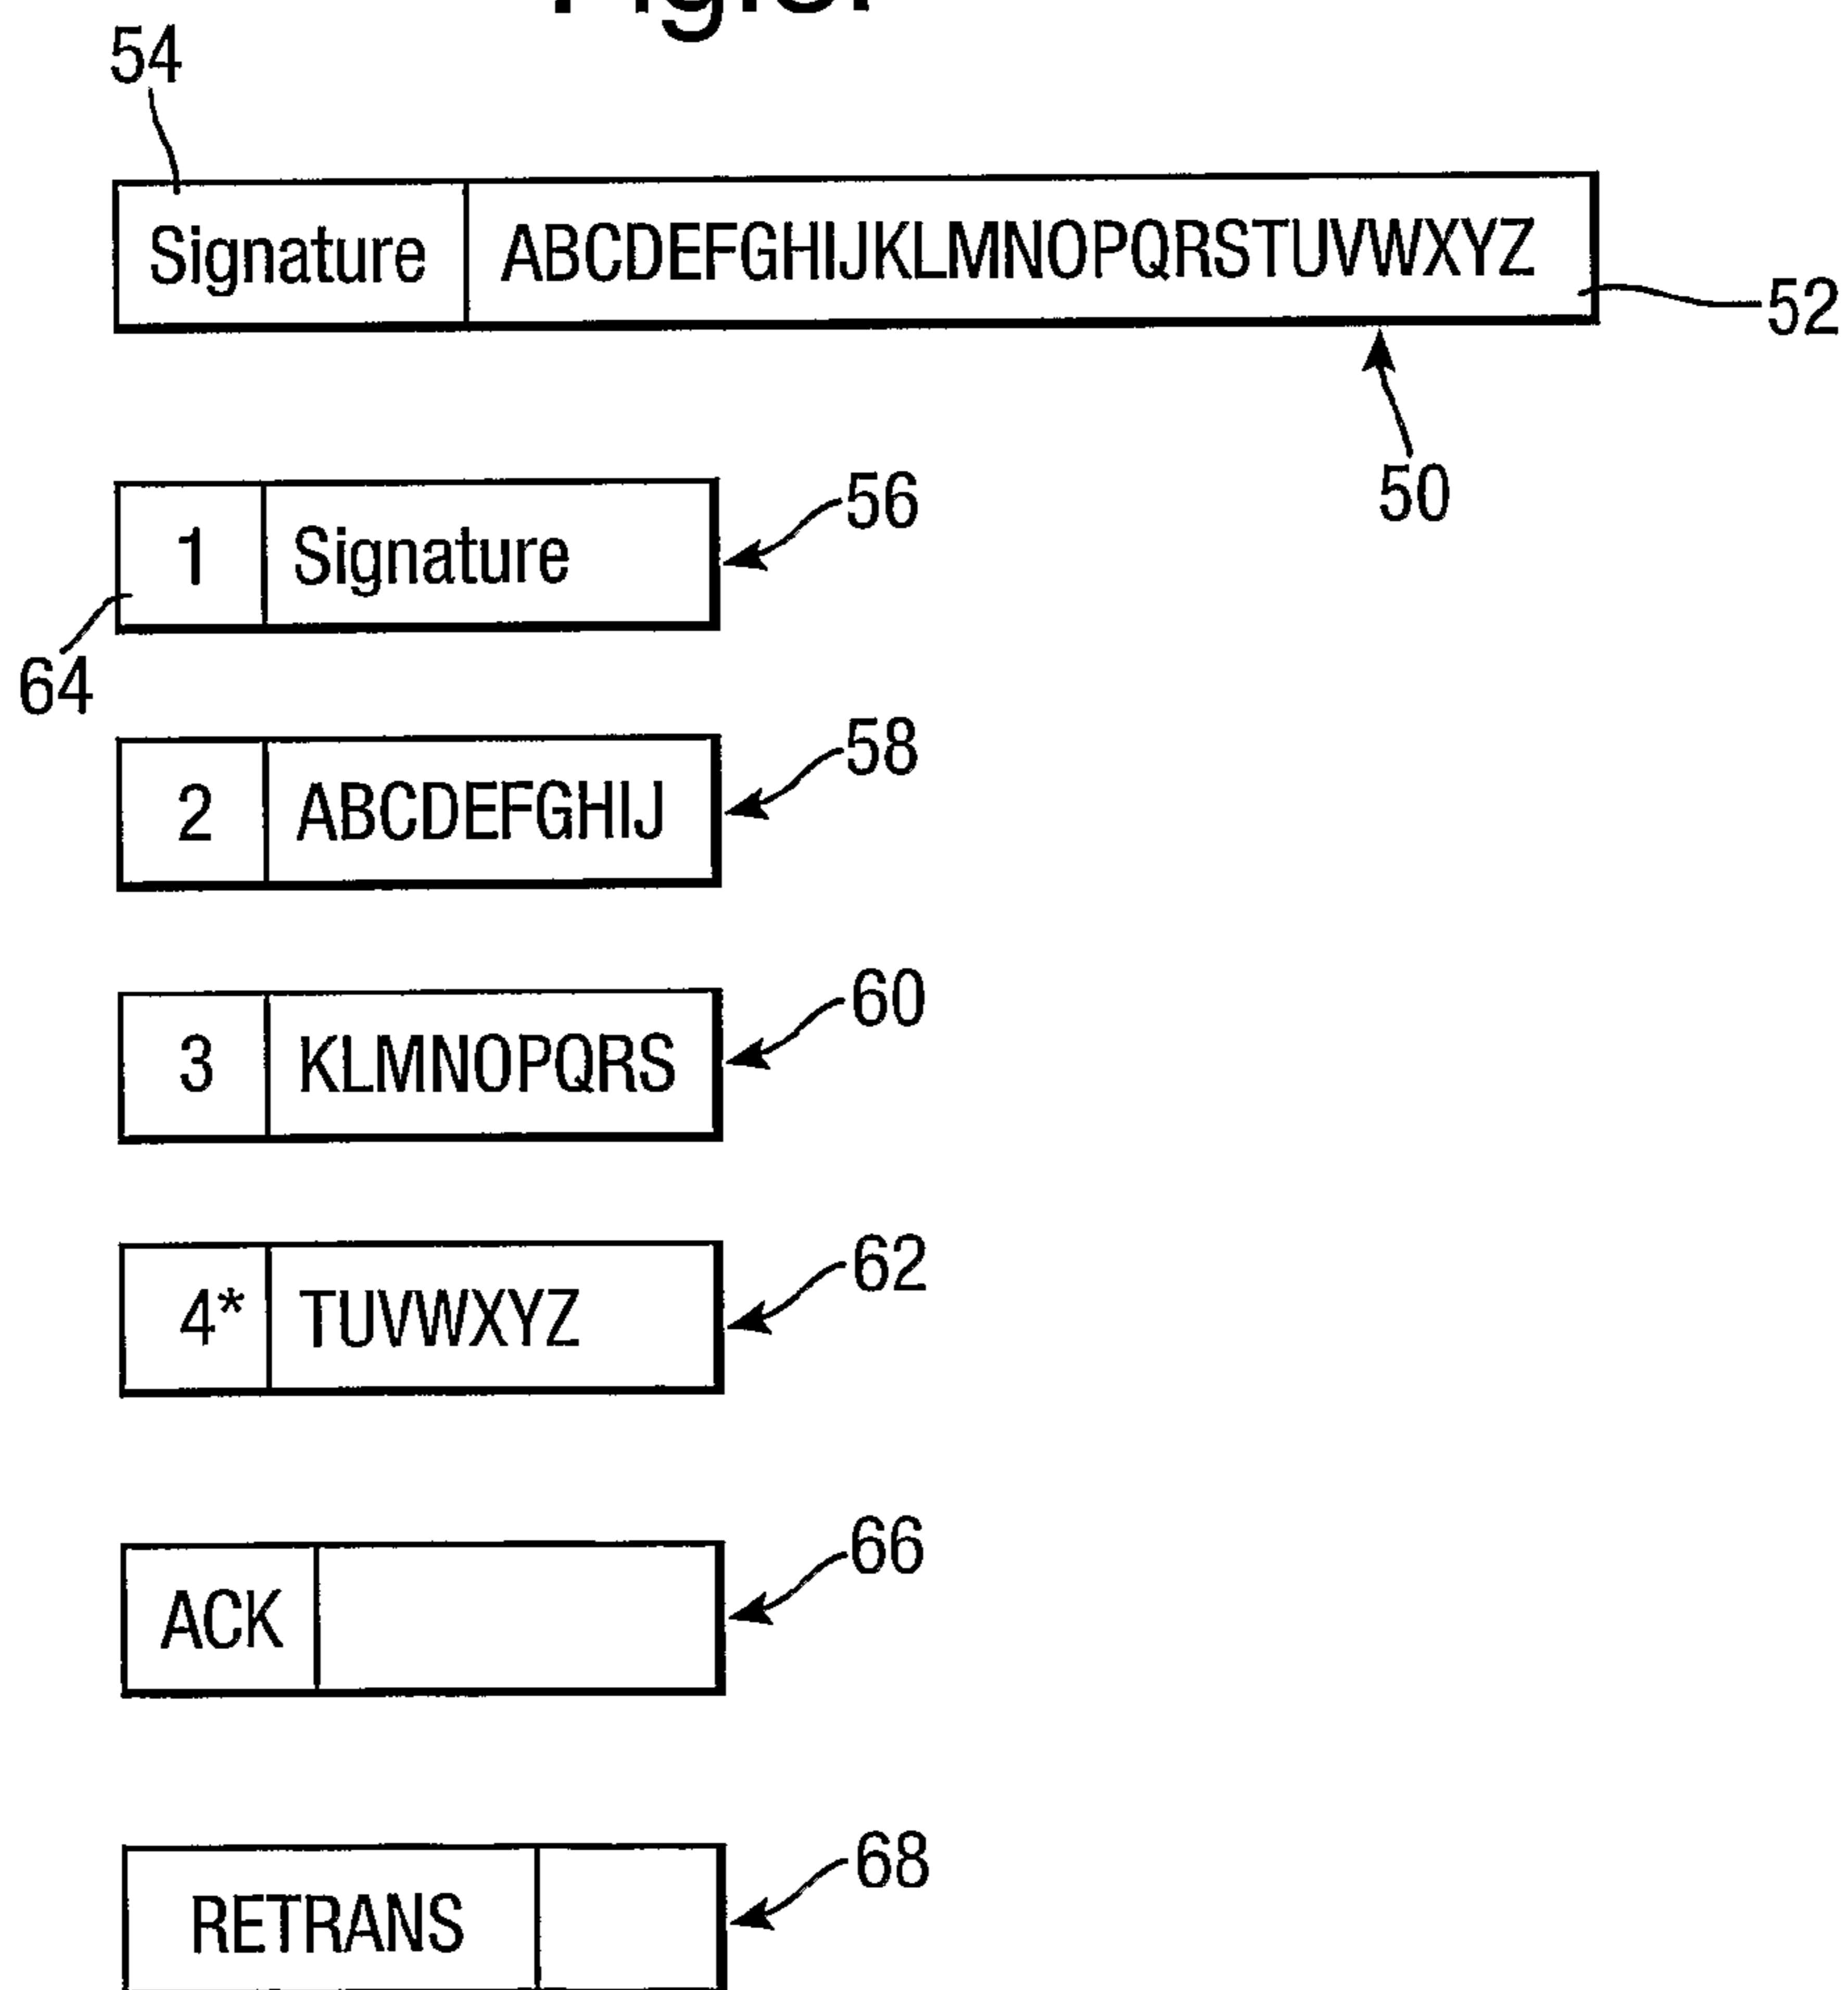 54
Signature ABCDEFGHIJKLMNOPQRSTUVWXYZ
52
50
1 Signature
56
64
2 ABCDEFGHIJ
58
3 KLMNOPQRS
60
4* TUVWXYZ
62
ACK
66
RETRANS
68